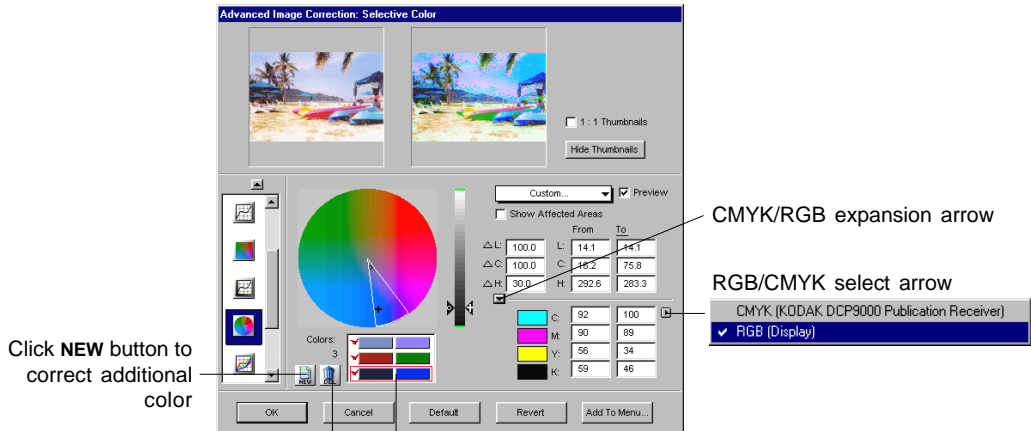 Advanced Image Correction: Selective Color
1 : 1 Thumbnails
Hide Thumbnails
Custom...
Preview
Show Affected Areas
From To
△ L: 100.0 L: 14.1 14.1
△ C: 100.0 C: 16.2 75.8
△ H: 30.0 H: 292.6 283.3
C: 92 100
M: 90 89
Y: 56 34
K: 59 46
Colors:
3
NEW
DEL
OK
Cancel
Default
Revert
Add To Menu...
CMYK/RGB expansion arrow
RGB/CMYK select arrow
CMYK (KODAK DCP9000 Publication Receiver)
RGB (Display)
Click NEW button to
correct additional
color